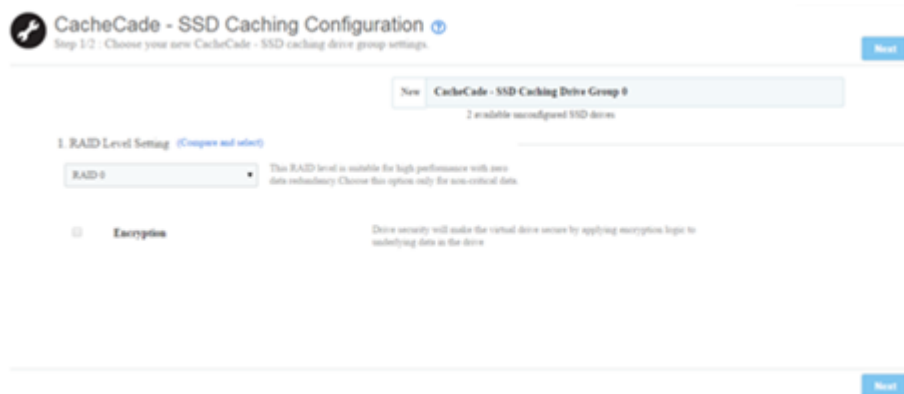 CacheCade - SSD Caching Configuration ?
Step 1/2 : Choose your new CacheCade - SSD caching drive group settings.
Next
New CacheCade - SSD Caching Drive Group 0
2 available unconfigured SSD drives
1. RAID Level Setting (Compare and select)
RAID 0
This RAID level is suitable for high performance with zero
data redundancy.Choose this option only for non-critical data.
Encryption
Drive security will make the virtual drive secure by applying encryption logic to
underlying data in the drive
Next